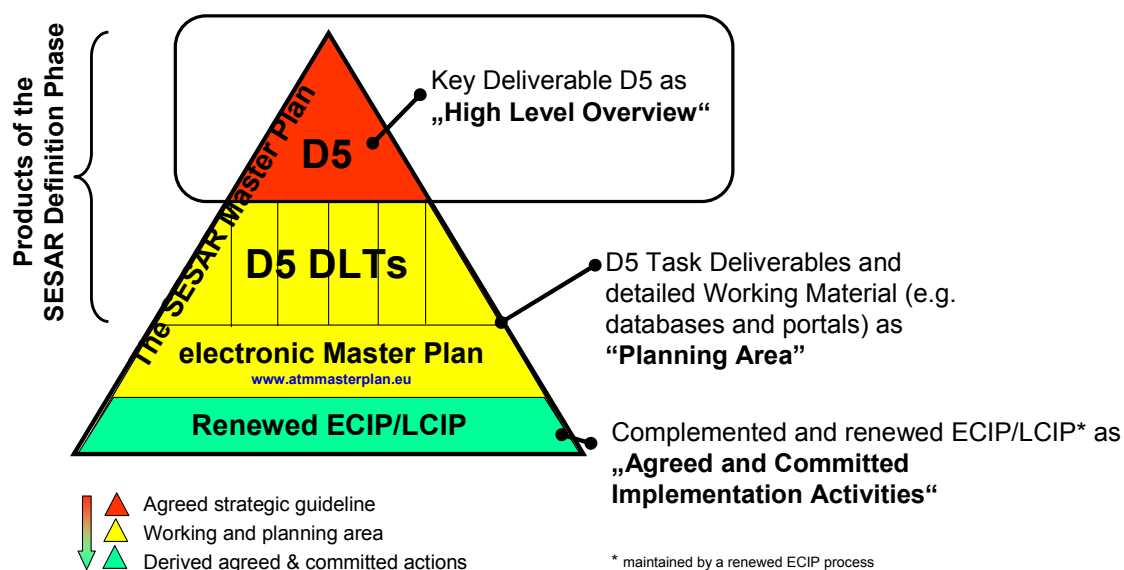 Products of the
SESAR Definition Phase
The SESAR Master Plan
D5
Key Deliverable D5 as
„High Level Overview“
D5 DLTs
D5 Task Deliverables and
detailed Working Material (e.g.
databases and portals) as
“Planning Area”
electronic Master Plan
www.atmmasterplan.eu
Renewed ECIP/LCIP
Complemented and renewed ECIP/LCIP* as
„Agreed and Committed
Implementation Activities“
Agreed strategic guideline
Working and planning area
Derived agreed & committed actions
* maintained by a renewed ECIP process